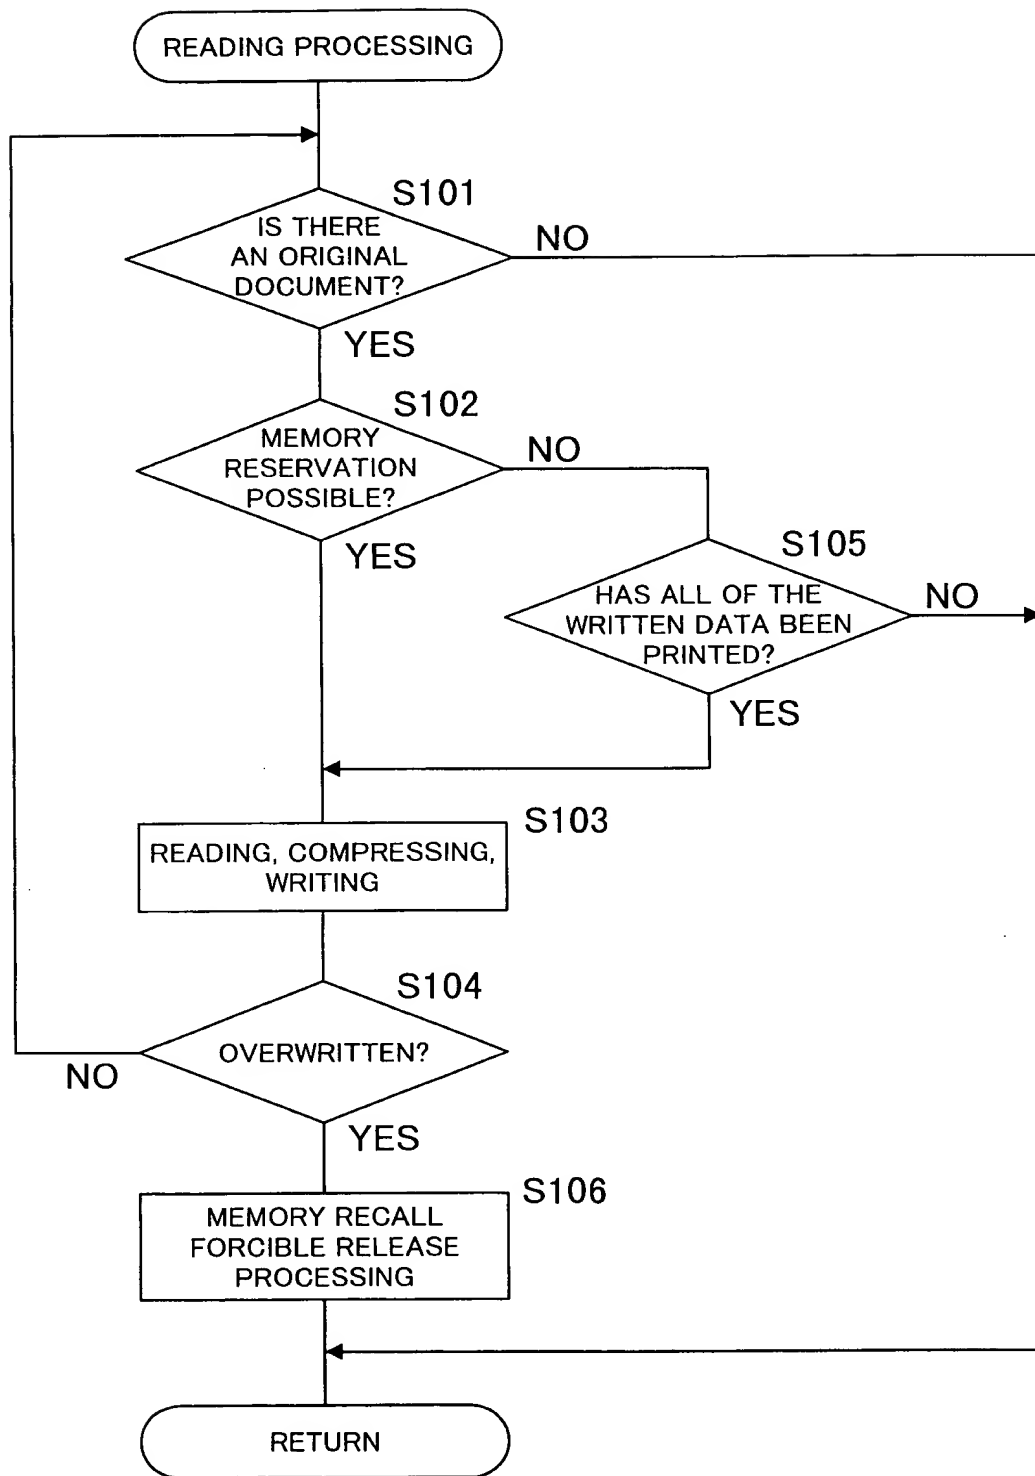 READING PROCESSING
S101
IS THERE
AN ORIGINAL
DOCUMENT?
NO
YES
S102
MEMORY
RESERVATION
POSSIBLE?
NO
YES
S105
HAS ALL OF THE
WRITTEN DATA BEEN
PRINTED?
NO
YES
S103
READING, COMPRESSING,
WRITING
S104
OVERWRITTEN?
NO
YES
S106
MEMORY RECALL
FORCIBLE RELEASE
PROCESSING
RETURN